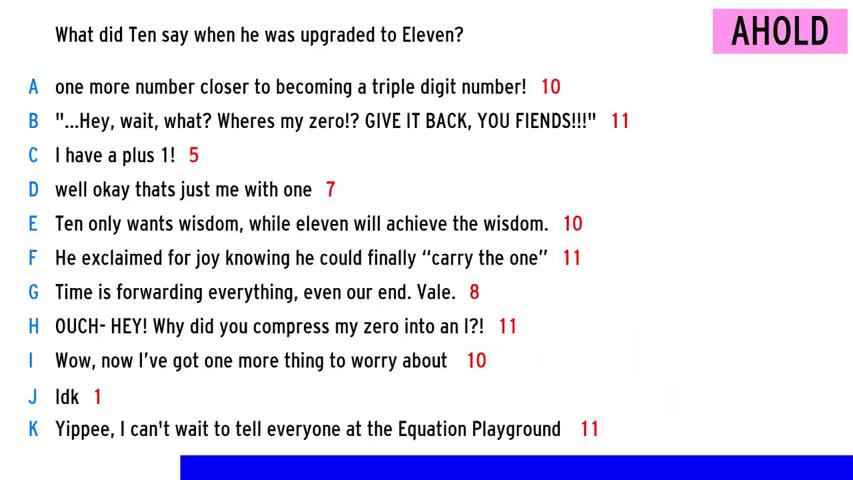 What did Ten say when he was upgraded to Eleven?
AHOLD
A one more number closer to becoming a triple digit number! 10
B "...Hey, wait, what? Wheres my zero!? GIVE IT BACK, YOU FIENDS!!!" 11
C I have a plus 1! 5
D well okay thats just me with one 7
E Ten only wants wisdom, while eleven will achieve the wisdom. 10
F He exclaimed for joy knowing he could finally “carry the one” 11
G Time is forwarding everything, even our end. Vale. 8
H OUCH- HEY! Why did you compress my zero into an I?! 11
I Wow, now I’ve got one more thing to worry about 10
J Idk 1
K Yippee, I can't wait to tell everyone at the Equation Playground 11